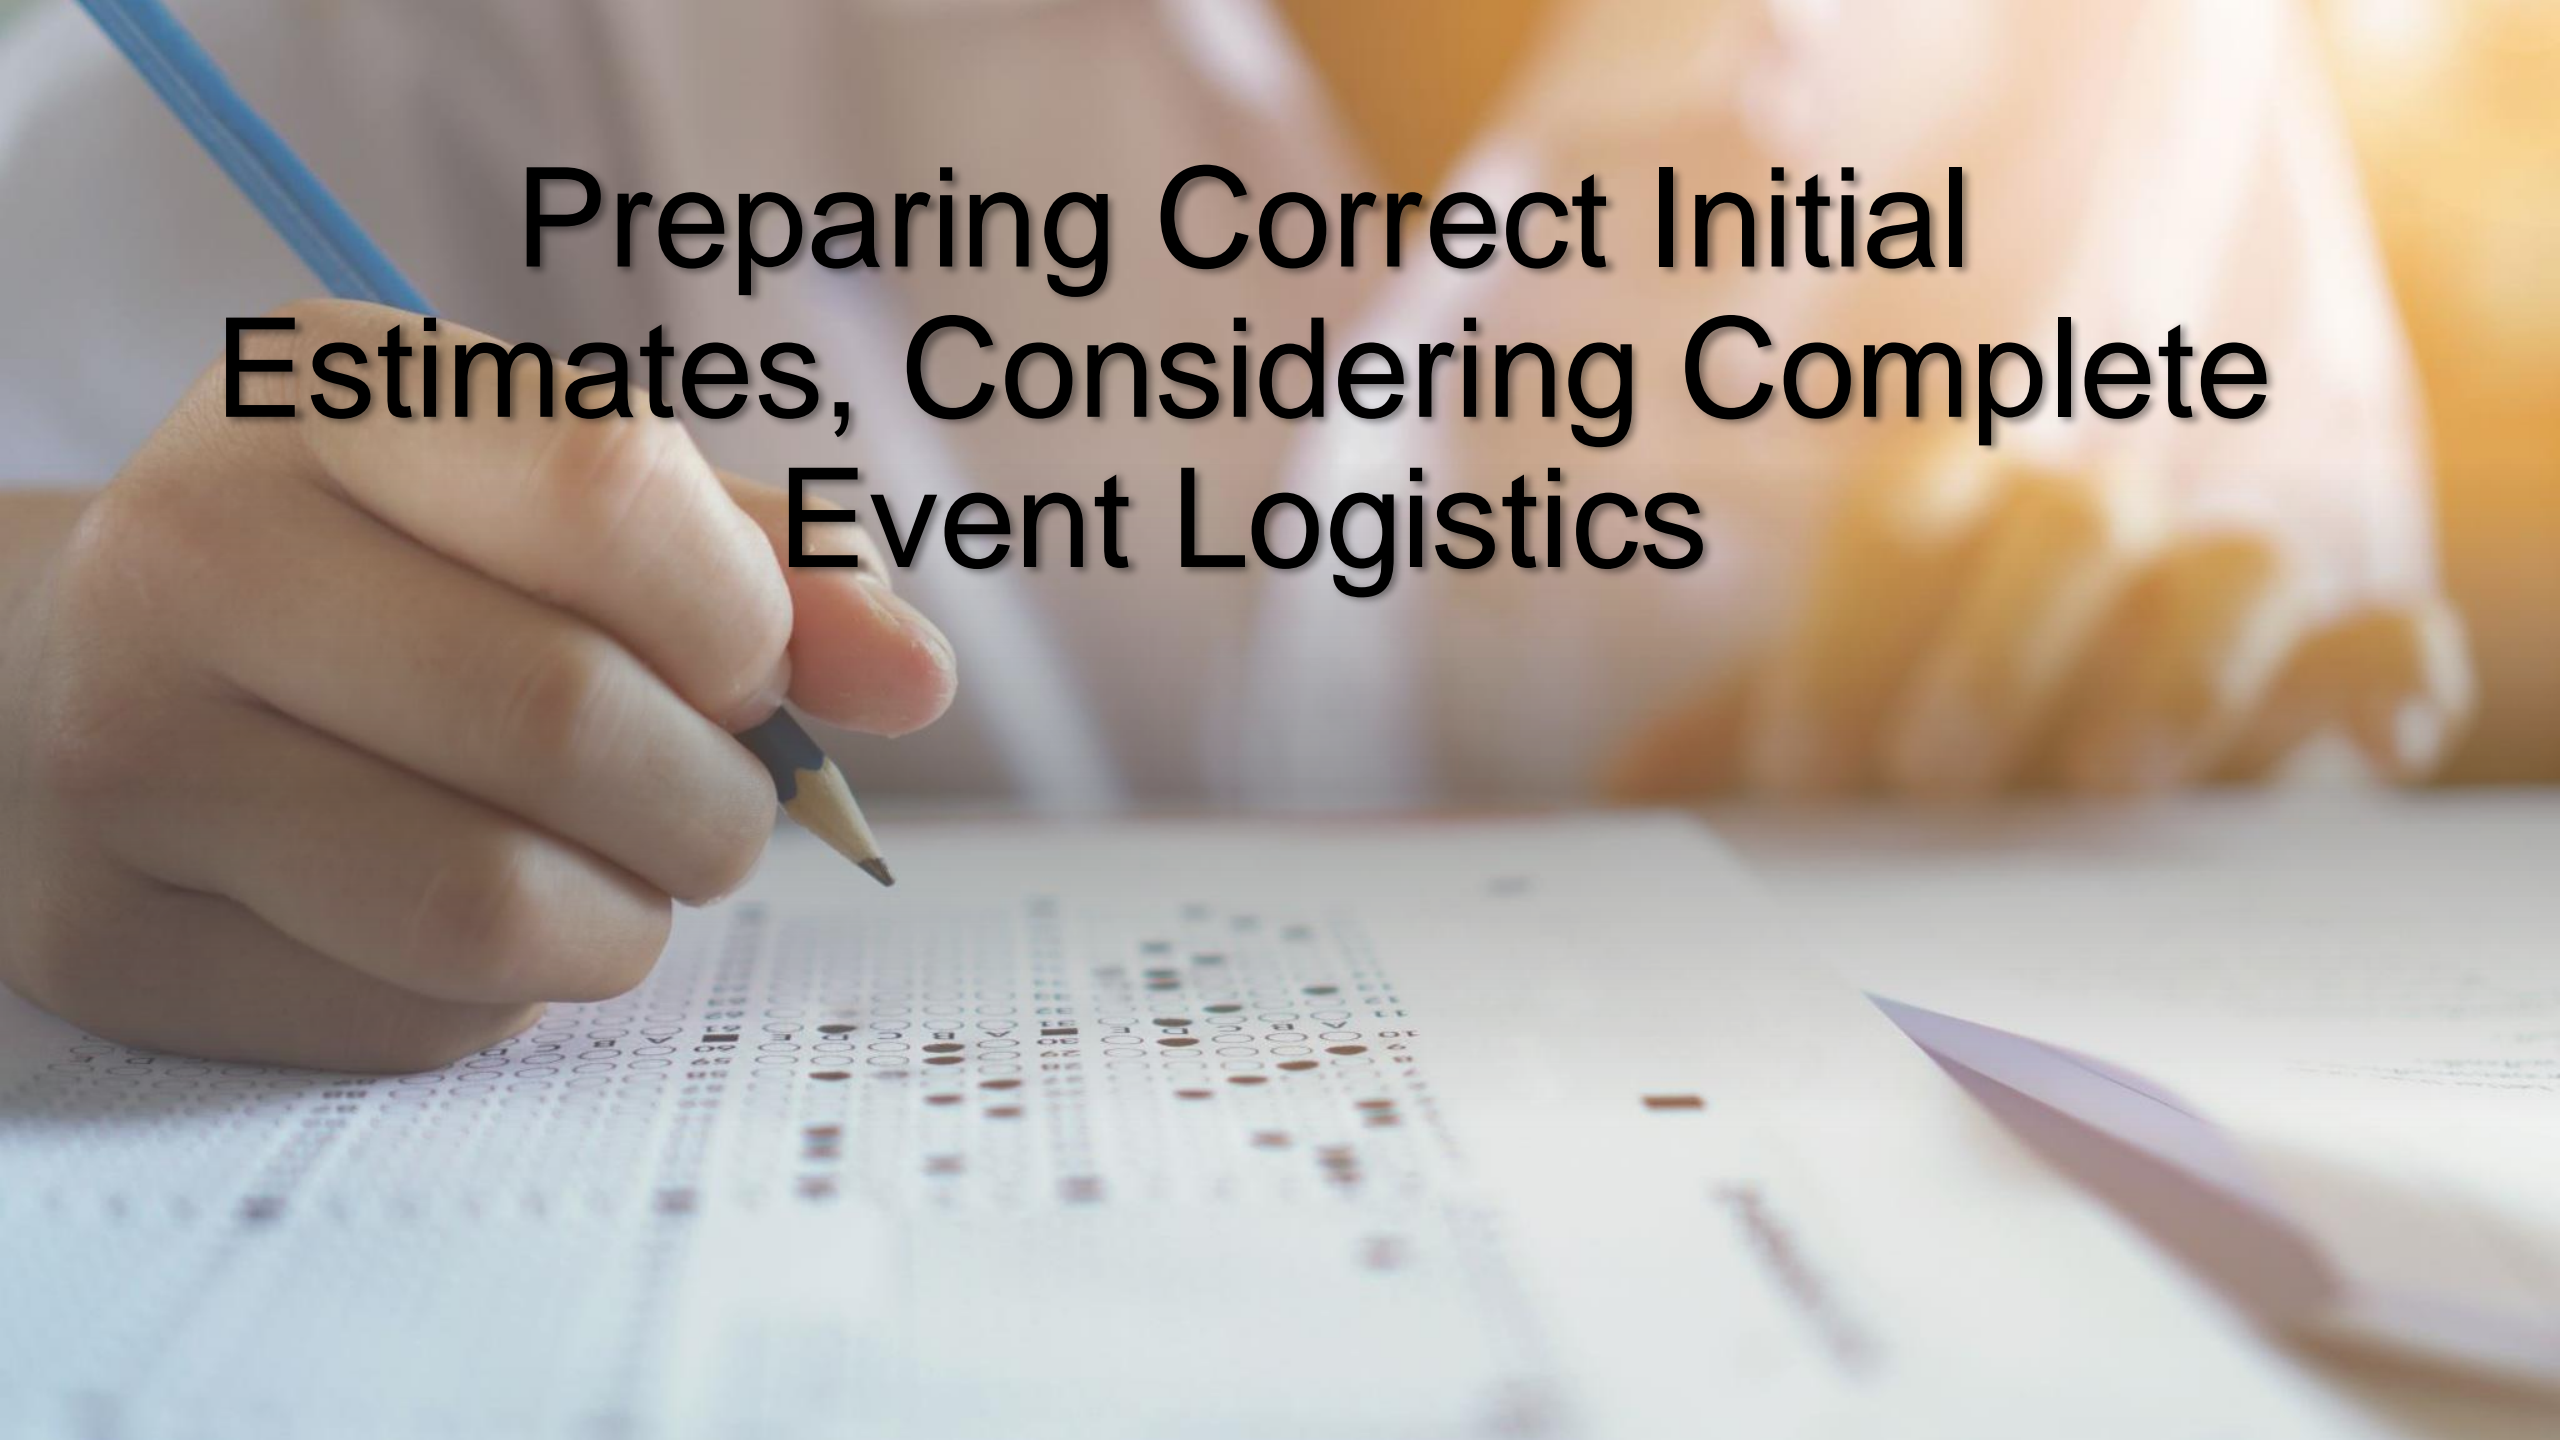 Preparing Correct Initial
Estimates, Considering Complete
Event Logistics